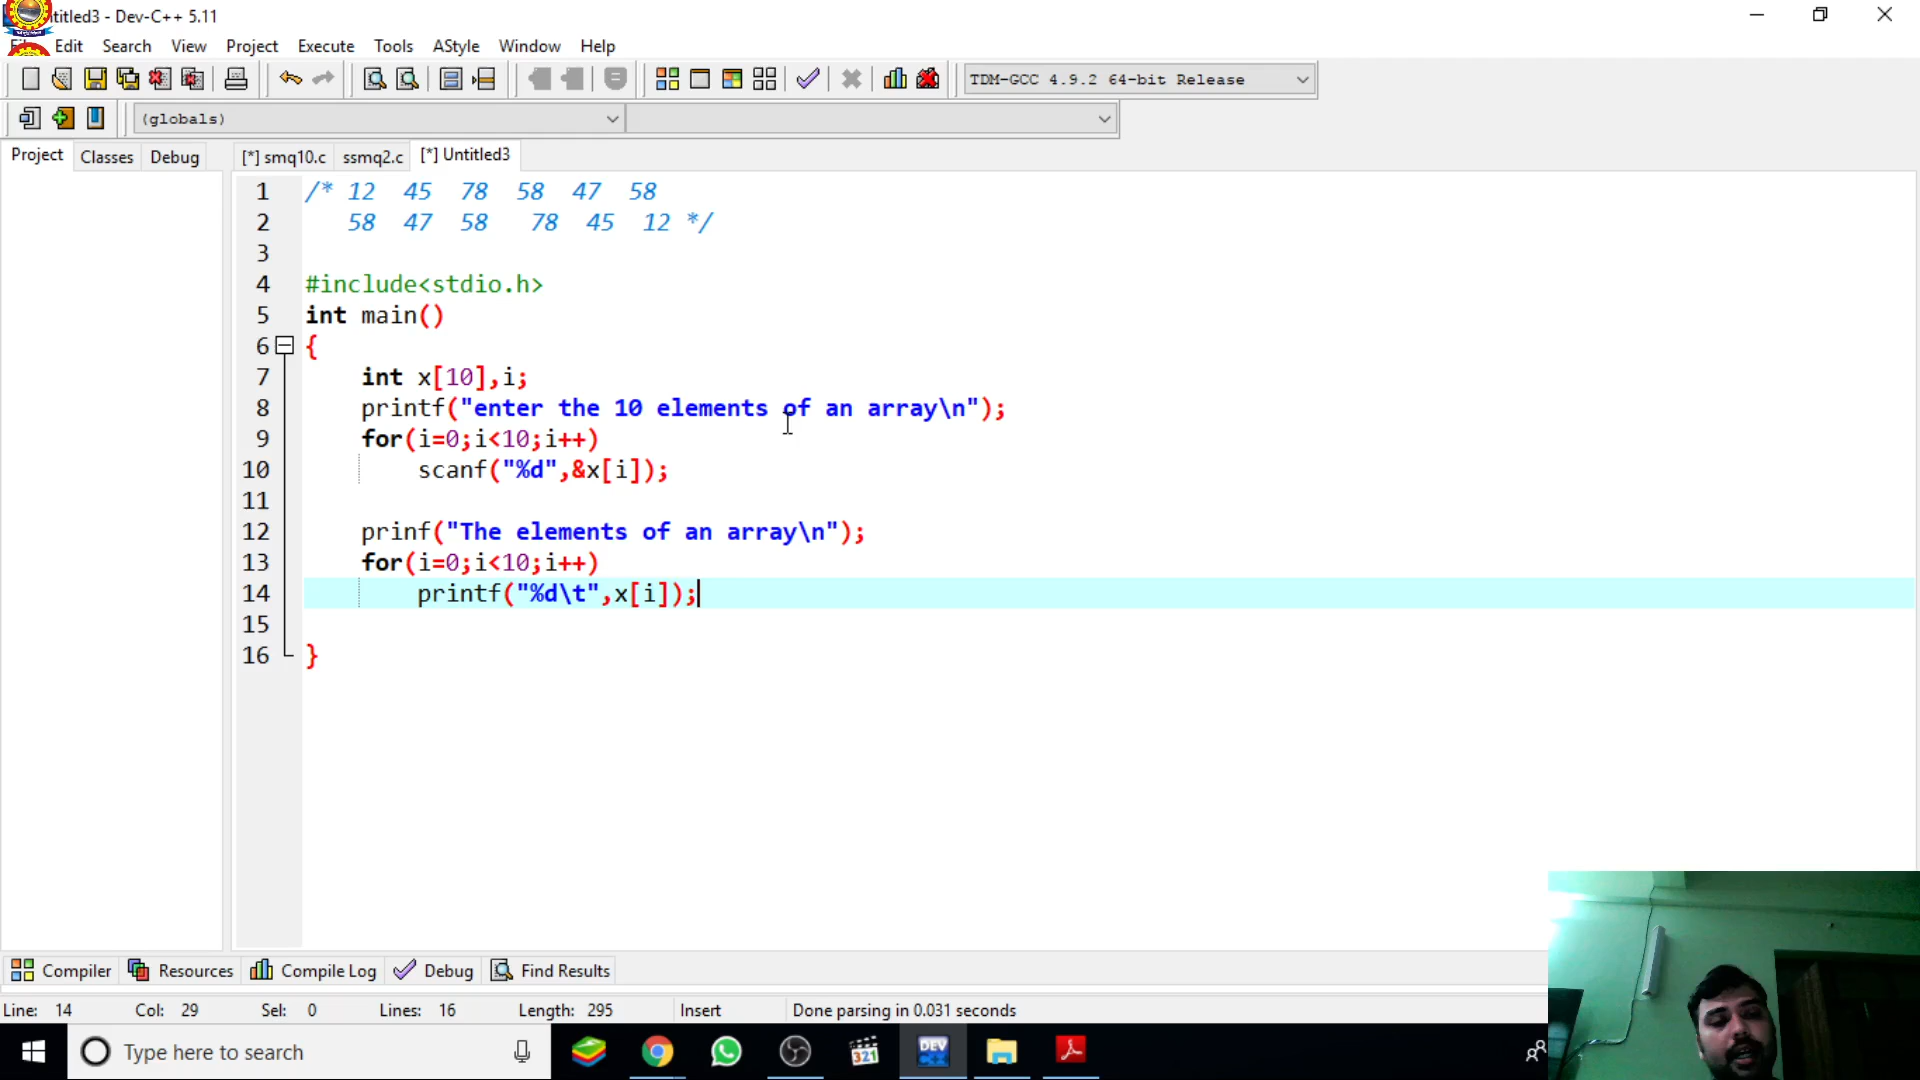 titled3 - Dev-C++ 5.11
Edit Search View Project Execute Tools AStyle Window Help
TDM-GCC 4.9.2 64-bit Release
(globals)
Project Classes Debug [*] smq10.c ssmq2.c [*] Untitled3
1 /* 12 45 78 58 47 58
2 58 47 58 78 45 12 */
3
4 #include<stdio.h>
5 int main()
6 {
7 int x[10],i;
8 printf("enter the 10 elements of an array\n");
9 for(i=0;i<10;i++)
10 scanf("%d",&x[i]);
11
12 prinf("The elements of an array\n");
13 for(i=0;i<10;i++)
14 printf("%d\t",x[i]);
15
16 }
Compiler Resources Compile Log Debug Find Results
Line: 14 Col: 29 Sel: 0 Lines: 16 Length: 295 Insert Done parsing in 0.031 seconds
Type here to search 321 DEV C++